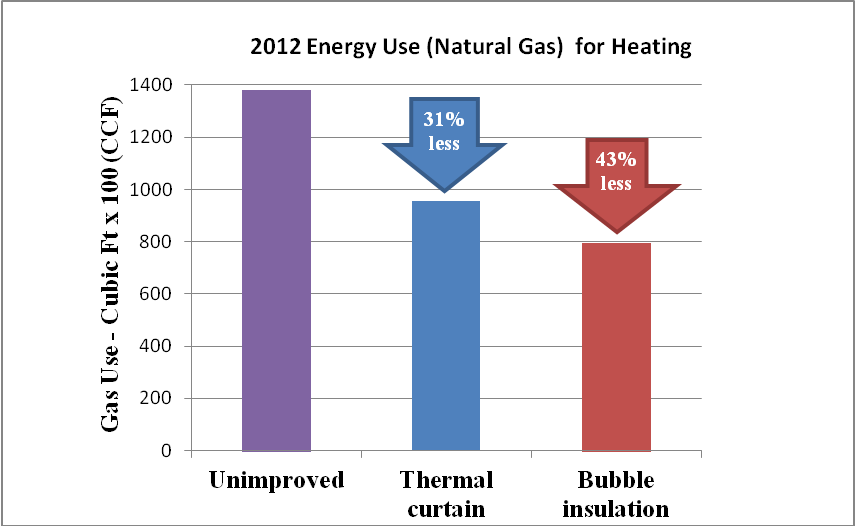 2012 Energy Use (Natural Gas) for Heating
Gas Use - Cubic Ft x 100 (CCF)
1400
1200
1000
800
600
400
200
0
31%
less
43%
less
Unimproved
Thermal
curtain
Bubble
insulation